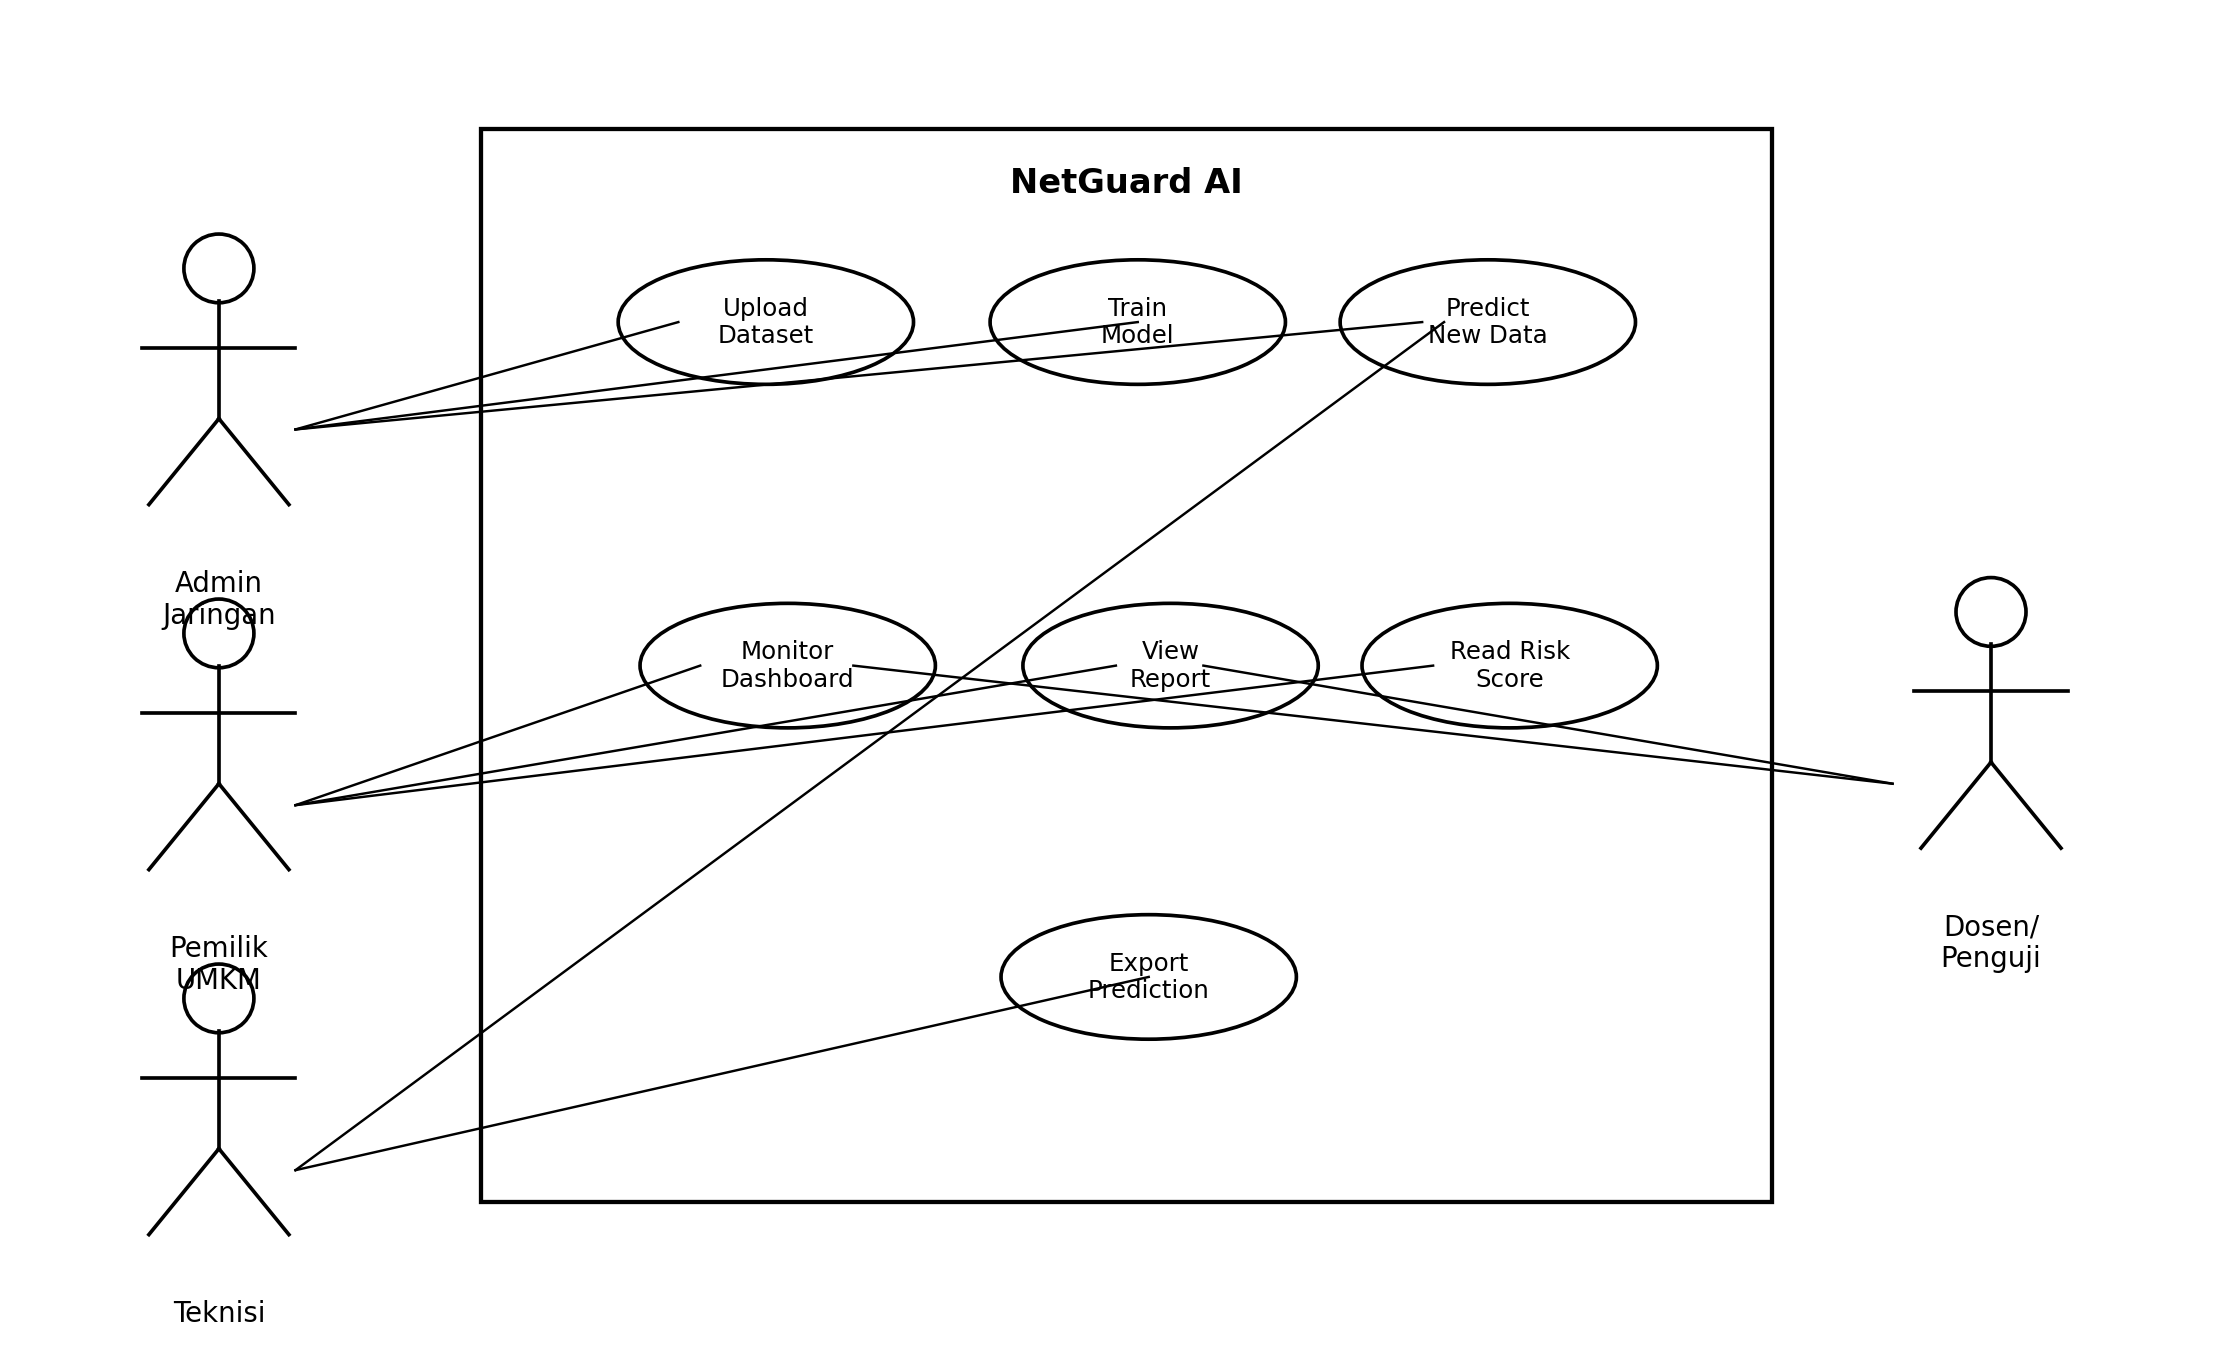 NetGuard AI
Upload
Dataset
Train
Model
Predict
New Data
Admin
Jaringan
Monitor
Dashboard
View
Report
Read Risk
Score
Pemilik
UMKM
Dosen/
Penguji
Export
Prediction
Teknisi